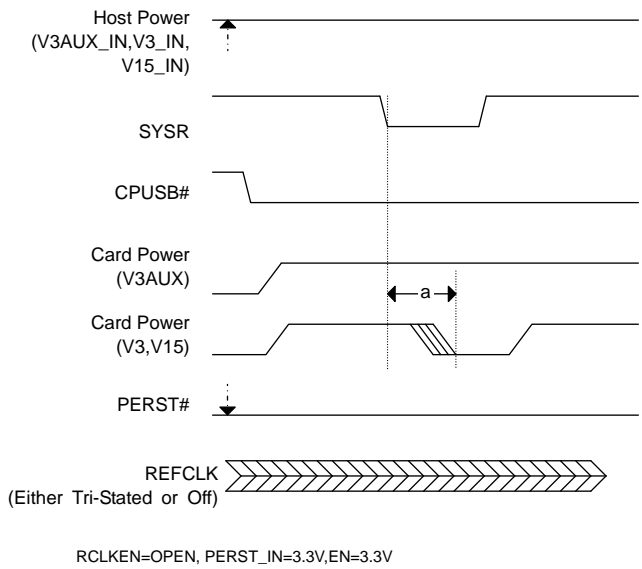 Host Power
(V3AUX_IN,V3_IN,
V15_IN)
SYSR
CPUSB#
Card Power
(V3AUX)
a
Card Power
(V3,V15)
PERST#
REFCLK
(Either Tri-Stated or Off)
RCLKEN=OPEN, PERST_IN=3.3V,EN=3.3V